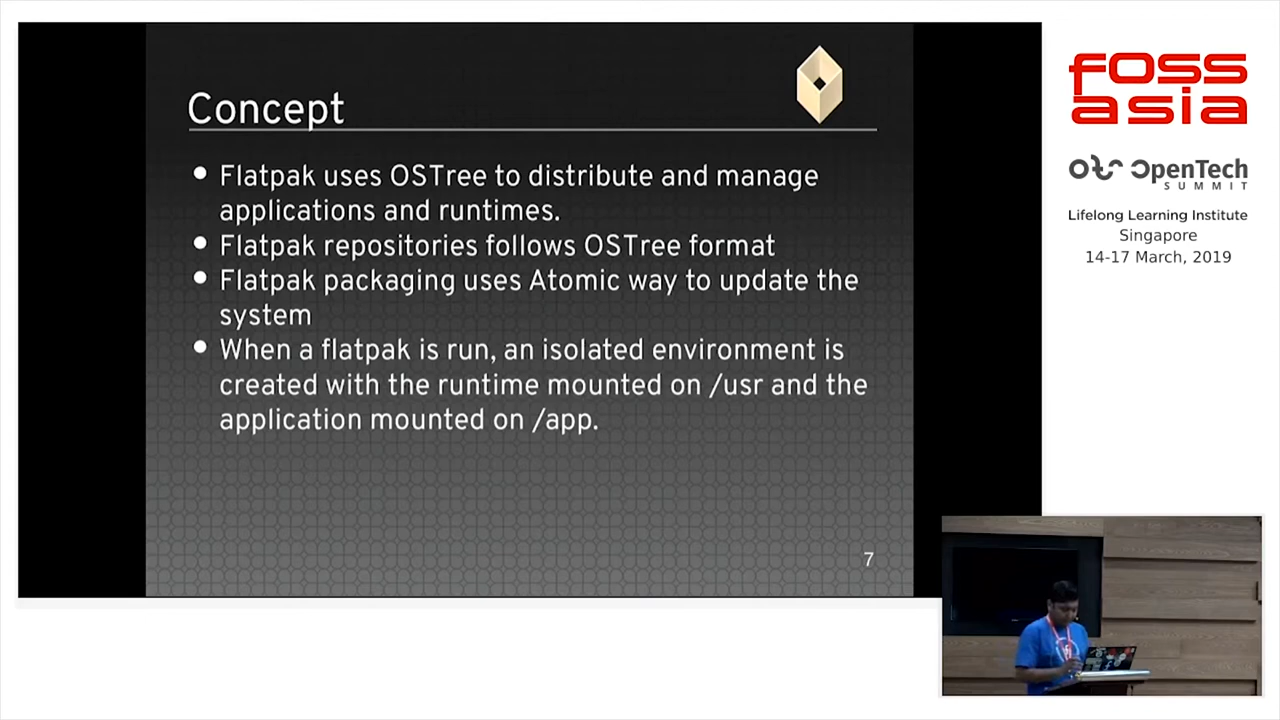 Concept
● Flatpak uses OSTree to distribute and manage
applications and runtimes.
● Flatpak repositories follows OSTree format
● Flatpak packaging uses Atomic way to update the
system
● When a flatpak is run, an isolated environment is
created with the runtime mounted on /usr and the
application mounted on /app.
7
fOSS
asia
OpenTech
SUMMIT
Lifelong Learning Institute
Singapore
14-17 March, 2019